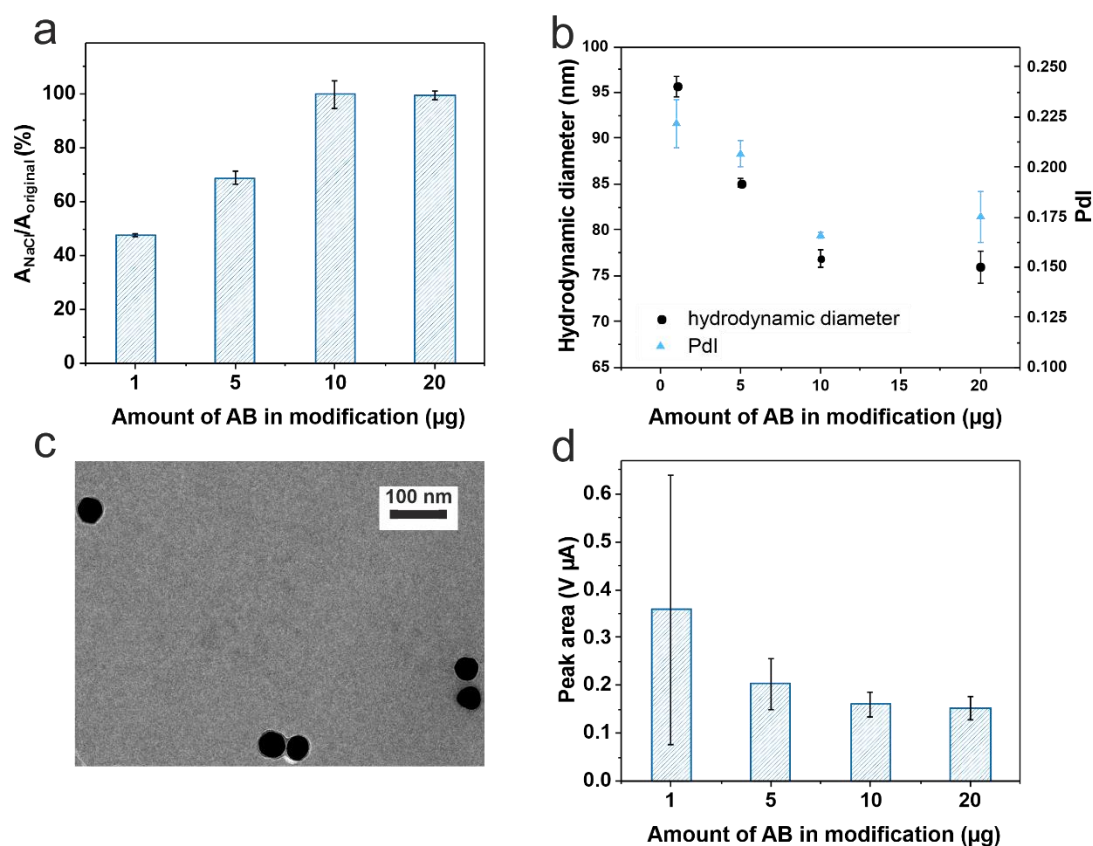 a
A_NaCl/A_original (%)
100
80
60
40
20
0
1 5 10 20
Amount of AB in modification (µg)
b
Hydrodynamic diameter (nm)
100
95
90
85
80
75
70
65
hydrodynamic diameter
PdI
0 5 10 15 20
Amount of AB in modification (µg)
0.250
0.225
0.200
0.175
0.150
0.125
0.100
PdI
c
100 nm
d
Peak area (V µA)
0.6
0.5
0.4
0.3
0.2
0.1
0.0
1 5 10 20
Amount of AB in modification (µg)